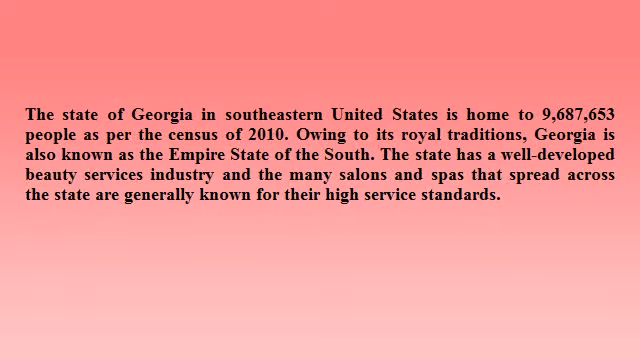 The state of Georgia in southeastern United States is home to 9,687,653
people as per the census of 2010. Owing to its royal traditions, Georgia is
also known as the Empire State of the South. The state has a well-developed
beauty services industry and the many salons and spas that spread across
the state are generally known for their high service standards.